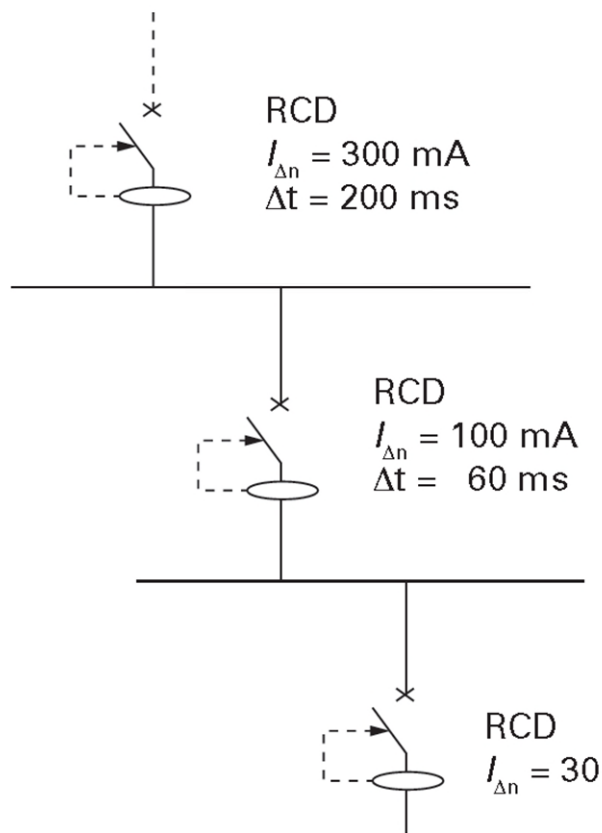 RCD
IΔn = 300 mA
Δt = 200 ms
RCD
IΔn = 100 mA
Δt = 60 ms
RCD
IΔn = 30